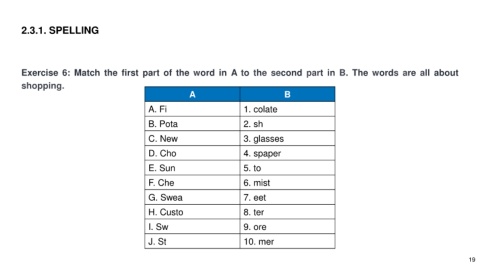 2.3.1. SPELLING
Exercise 6: Match the first part of the word in A to the second part in B. The words are all about
shopping.
A B
A. Fi 1. colate
B. Pota 2. sh
C. New 3. glasses
D. Cho 4. spaper
E. Sun 5. to
F. Che 6. mist
G. Swea 7. eet
H. Custo 8. ter
I. Sw 9. ore
J. St 10. mer
19